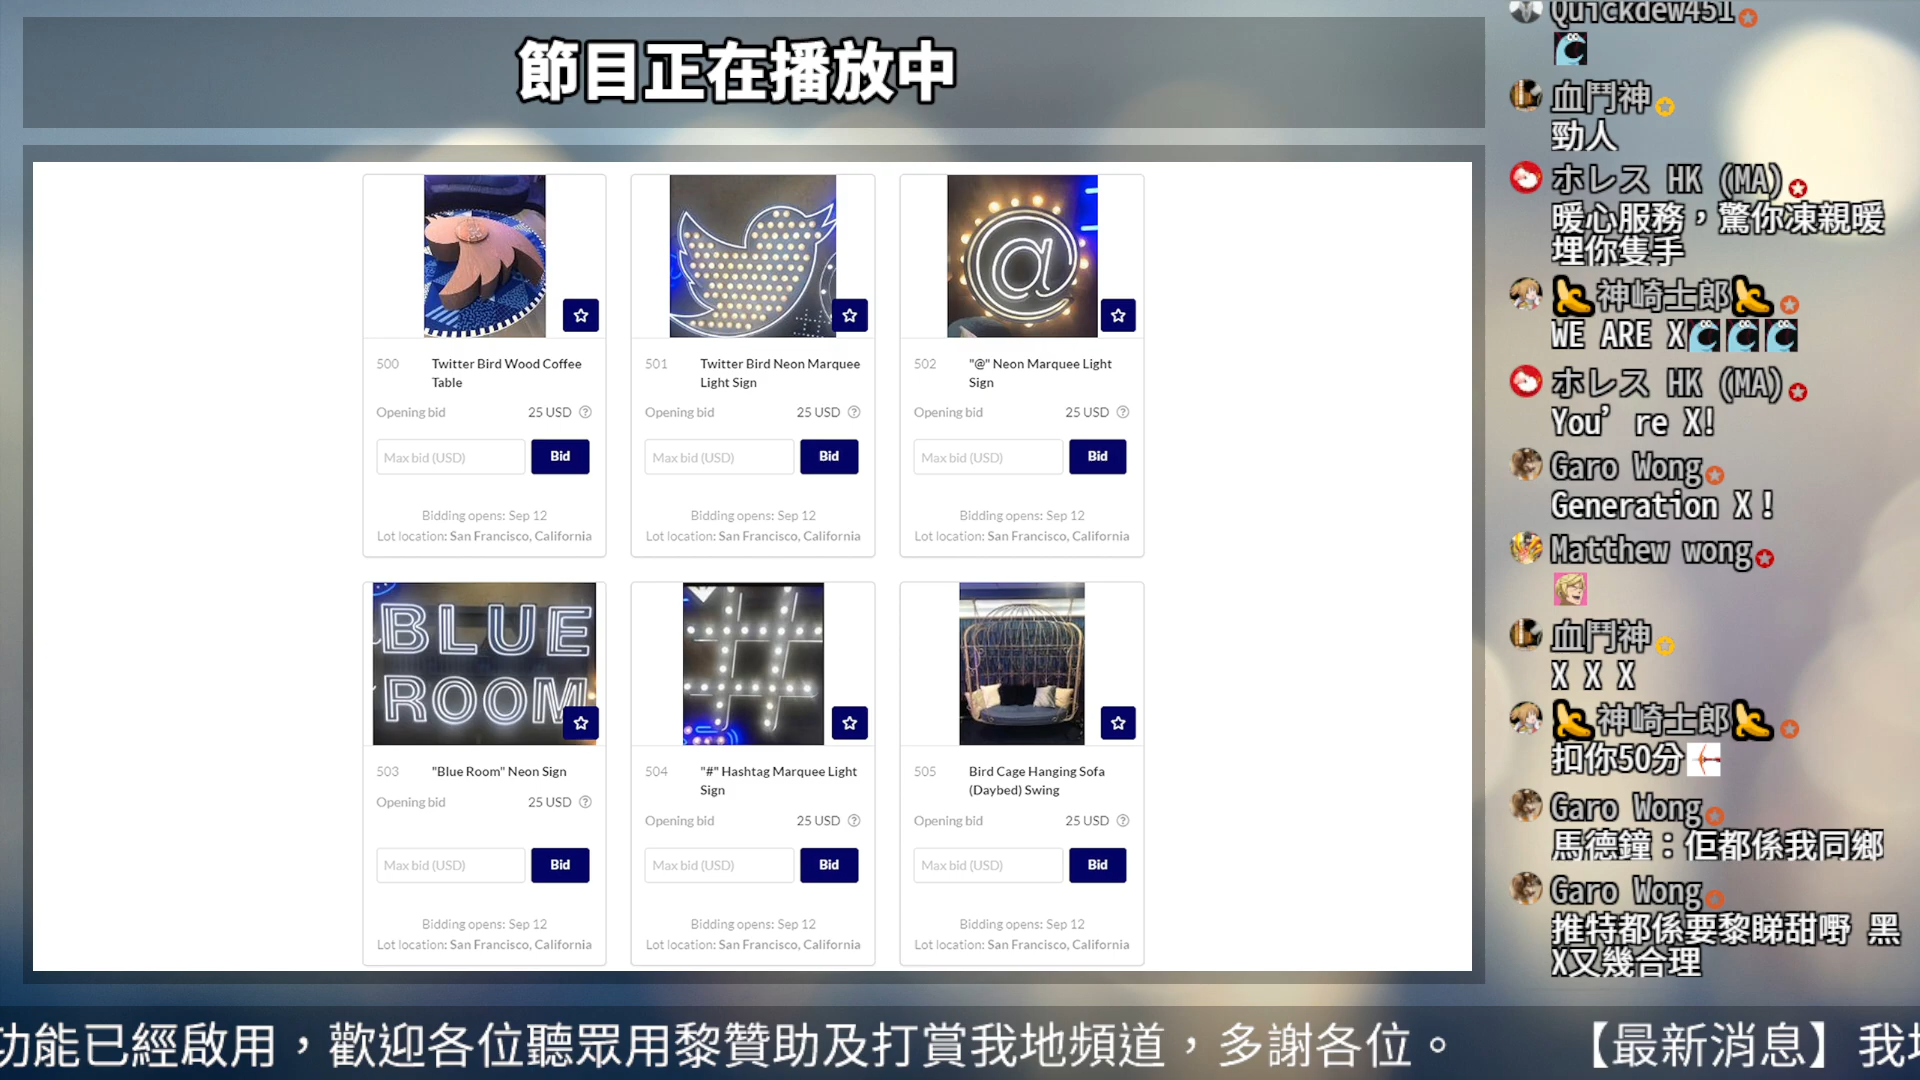 節目正在播放中
500 Twitter Bird Wood Coffee
Table
Opening bid 25 USD
Max bid (USD) Bid
Bidding opens: Sep 12
Lot location: San Francisco, California
501 Twitter Bird Neon Marquee
Light Sign
Opening bid 25 USD
Max bid (USD) Bid
Bidding opens: Sep 12
Lot location: San Francisco, California
@
502 "@" Neon Marquee Light
Sign
Opening bid 25 USD
Max bid (USD) Bid
Bidding opens: Sep 12
Lot location: San Francisco, California
BLUE
ROOM
503 "Blue Room" Neon Sign
Opening bid 25 USD
Max bid (USD) Bid
Bidding opens: Sep 12
Lot location: San Francisco, California
#
504 "#" Hashtag Marquee Light
Sign
Opening bid 25 USD
Max bid (USD) Bid
Bidding opens: Sep 12
Lot location: San Francisco, California
505 Bird Cage Hanging Sofa
(Daybed) Swing
Opening bid 25 USD
Max bid (USD) Bid
Bidding opens: Sep 12
Lot location: San Francisco, California
Quickdew451
血鬥神
勁人
ホレス HK (MA)
暖心服務，驚你凍親暖
埋你隻手
🍌神崎士郎🍌
WE ARE X
ホレス HK (MA)
You’re X!
Garo Wong
Generation X！
Matthew wong
血鬥神
X X X
🍌神崎士郎🍌
扣你50分
Garo Wong
馬德鐘：佢都係我同鄉
Garo Wong
推特都係要黎睇甜嘢 黑
X又幾合理
功能已經啟用，歡迎各位聽眾用黎贊助及打賞我地頻道，多謝各位。 【最新消息】我地